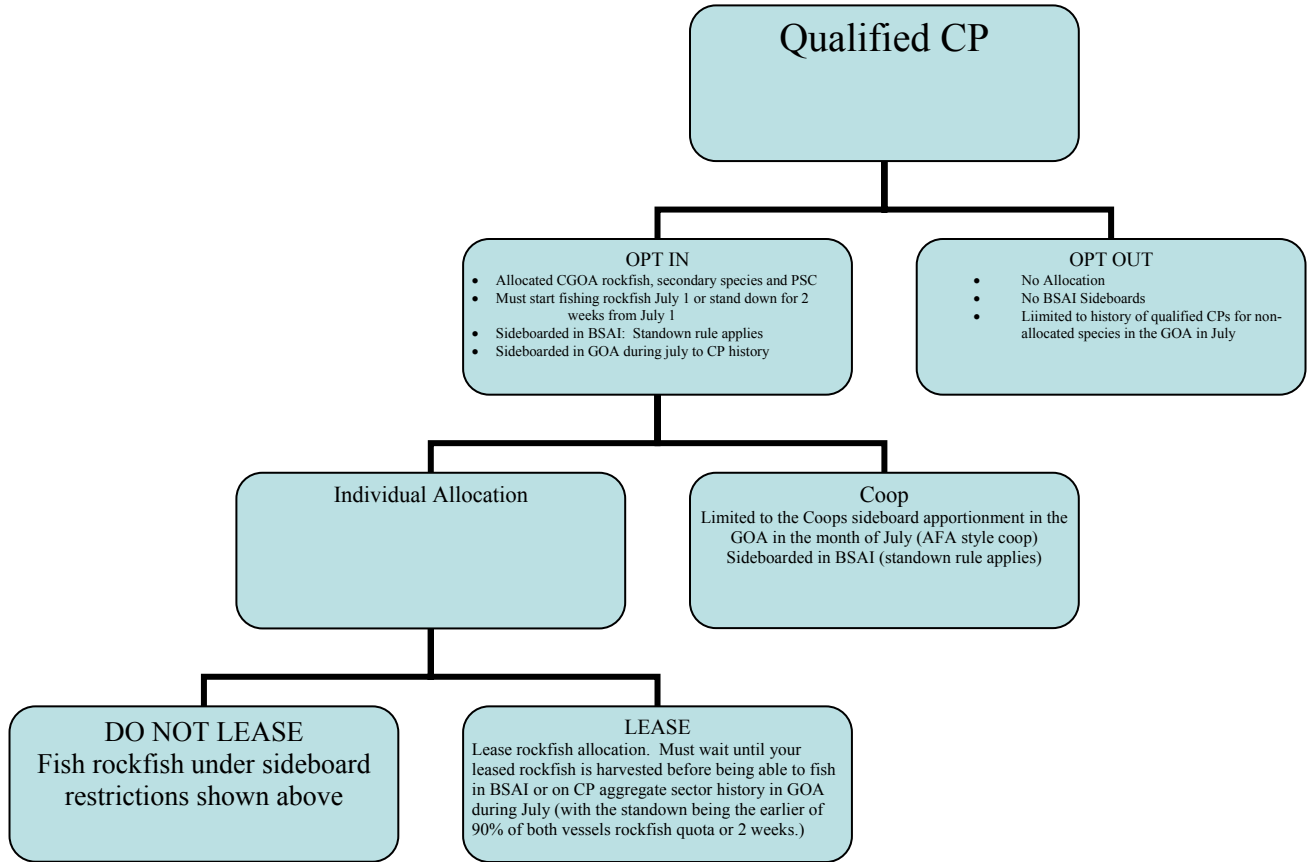 Qualified CP
OPT IN
• Allocated CGOA rockfish, secondary species and PSC
• Must start fishing rockfish July 1 or stand down for 2
weeks from July 1
• Sideboarded in BSAI: Standown rule applies
• Sideboarded in GOA during july to CP history
OPT OUT
• No Allocation
• No BSAI Sideboards
• Liimited to history of qualified CPs for non-
allocated species in the GOA in July
Individual Allocation
Coop
Limited to the Coops sideboard apportionment in the
GOA in the month of July (AFA style coop)
Sideboarded in BSAI (standown rule applies)
DO NOT LEASE
Fish rockfish under sideboard
restrictions shown above
LEASE
Lease rockfish allocation. Must wait until your
leased rockfish is harvested before being able to fish
in BSAI or on CP aggregate sector history in GOA
during July (with the standown being the earlier of
90% of both vessels rockfish quota or 2 weeks.)